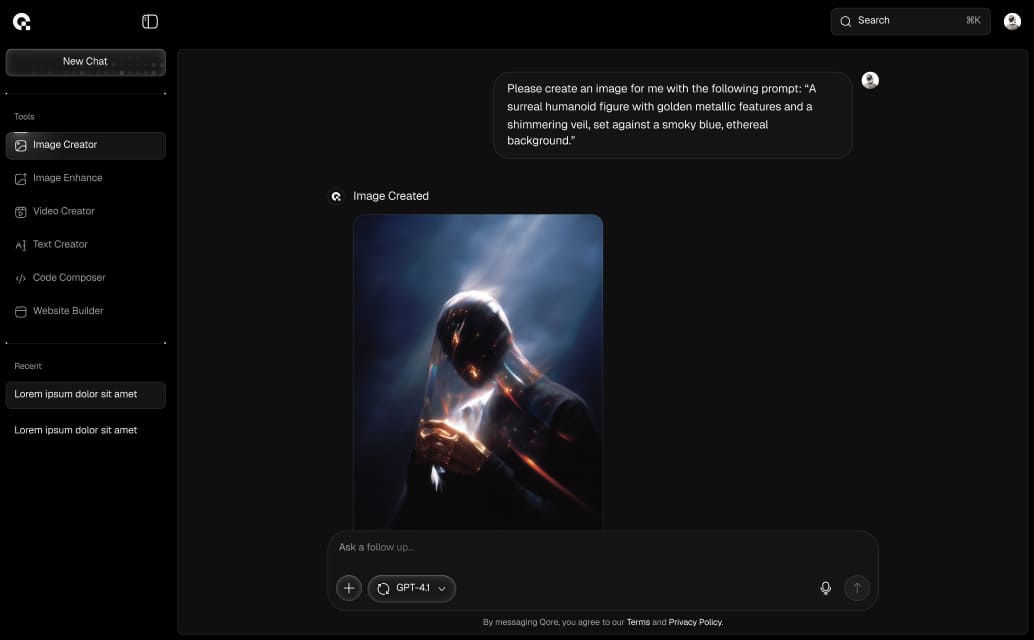 Search
⌘K
New Chat
Tools
Image Creator
Image Enhance
Video Creator
Text Creator
Code Composer
Website Builder
Recent
Lorem ipsum dolor sit amet
Lorem ipsum dolor sit amet
Please create an image for me with the following prompt: “A
surreal humanoid figure with golden metallic features and a
shimmering veil, set against a smoky blue, ethereal
background.”
Image Created
Ask a follow up...
GPT-4.1
By messaging Qore, you agree to our Terms and Privacy Policy.